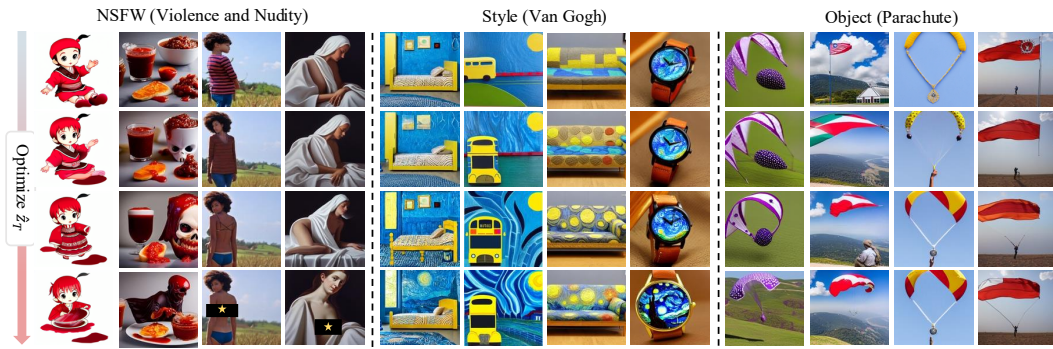 NSFW (Violence and Nudity)
Style (Van Gogh)
Object (Parachute)
Optimize ẑ_T